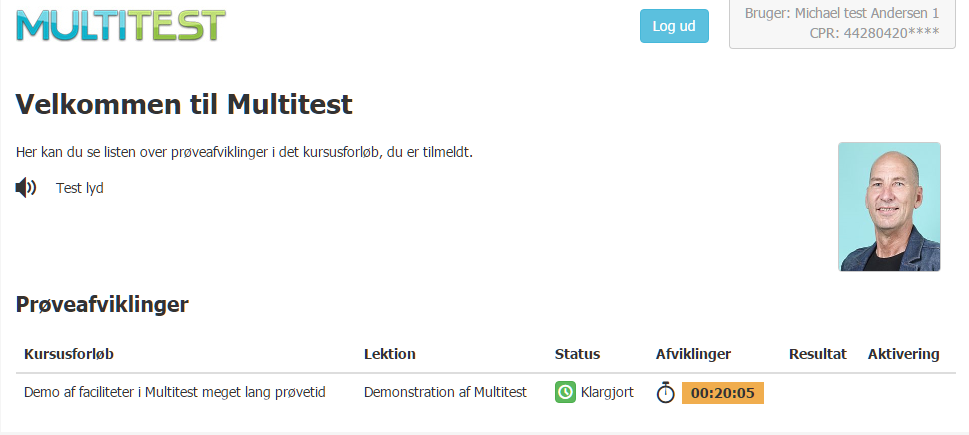 MULTITEST
Log ud
Bruger: Michael test Andersen 1
CPR: 44280420****
Velkommen til Multitest
Her kan du se listen over prøveafviklinger i det kursusforløb, du er tilmeldt.
Test lyd
Prøveafviklinger
Kursusforløb Lektion Status Afviklinger Resultat Aktivering
Demo af faciliteter i Multitest meget lang prøvetid Demonstration af Multitest Klargjort 00:20:05